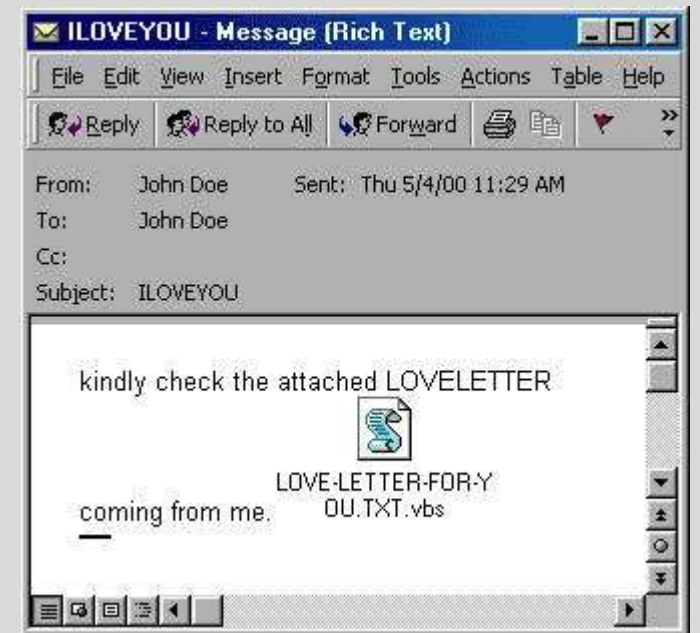 ILOVEYOU - Message (Rich Text)
File Edit View Insert Format Tools Actions Table Help
Reply Reply to All Forward
From: John Doe Sent: Thu 5/4/00 11:29 AM
To: John Doe
Cc:
Subject: ILOVEYOU
kindly check the attached LOVELETTER
LOVE-LETTER-FOR-Y
OU.TXT.vbs
coming from me.